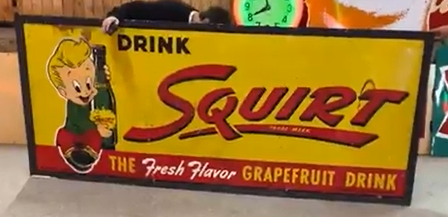 DRINK
SQUIRT
TRADE-MARK
THE Fresh Flavor GRAPEFRUIT DRINK